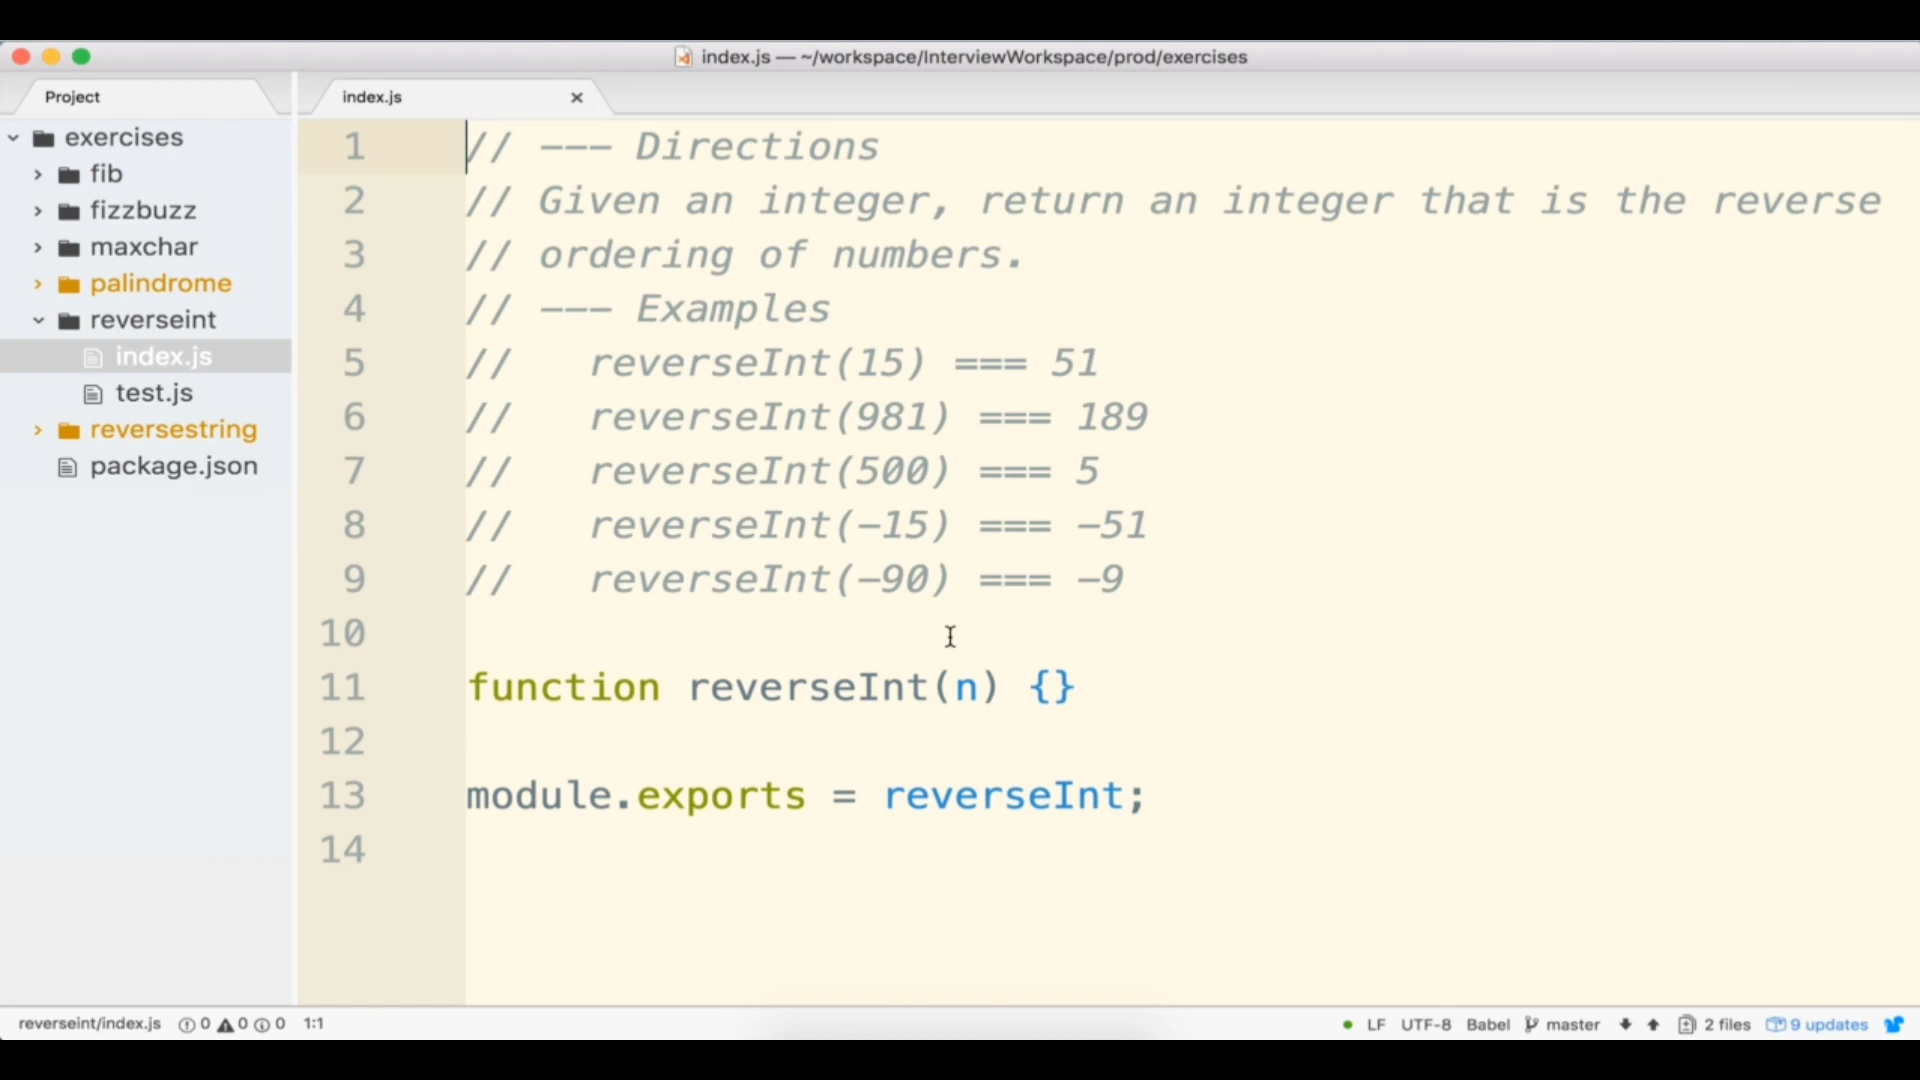 index.js — ~/workspace/InterviewWorkspace/prod/exercises
Project
index.js
exercises
fib
fizzbuzz
maxchar
palindrome
reverseint
index.js
test.js
reversestring
package.json
1 // --- Directions
2 // Given an integer, return an integer that is the reverse
3 // ordering of numbers.
4 // --- Examples
5 //   reverseInt(15) === 51
6 //   reverseInt(981) === 189
7 //   reverseInt(500) === 5
8 //   reverseInt(-15) === -51
9 //   reverseInt(-90) === -9
10
11 function reverseInt(n) {}
12
13 module.exports = reverseInt;
14
reverseint/index.js 0 0 0 1:1 LF UTF-8 Babel master 2 files 9 updates